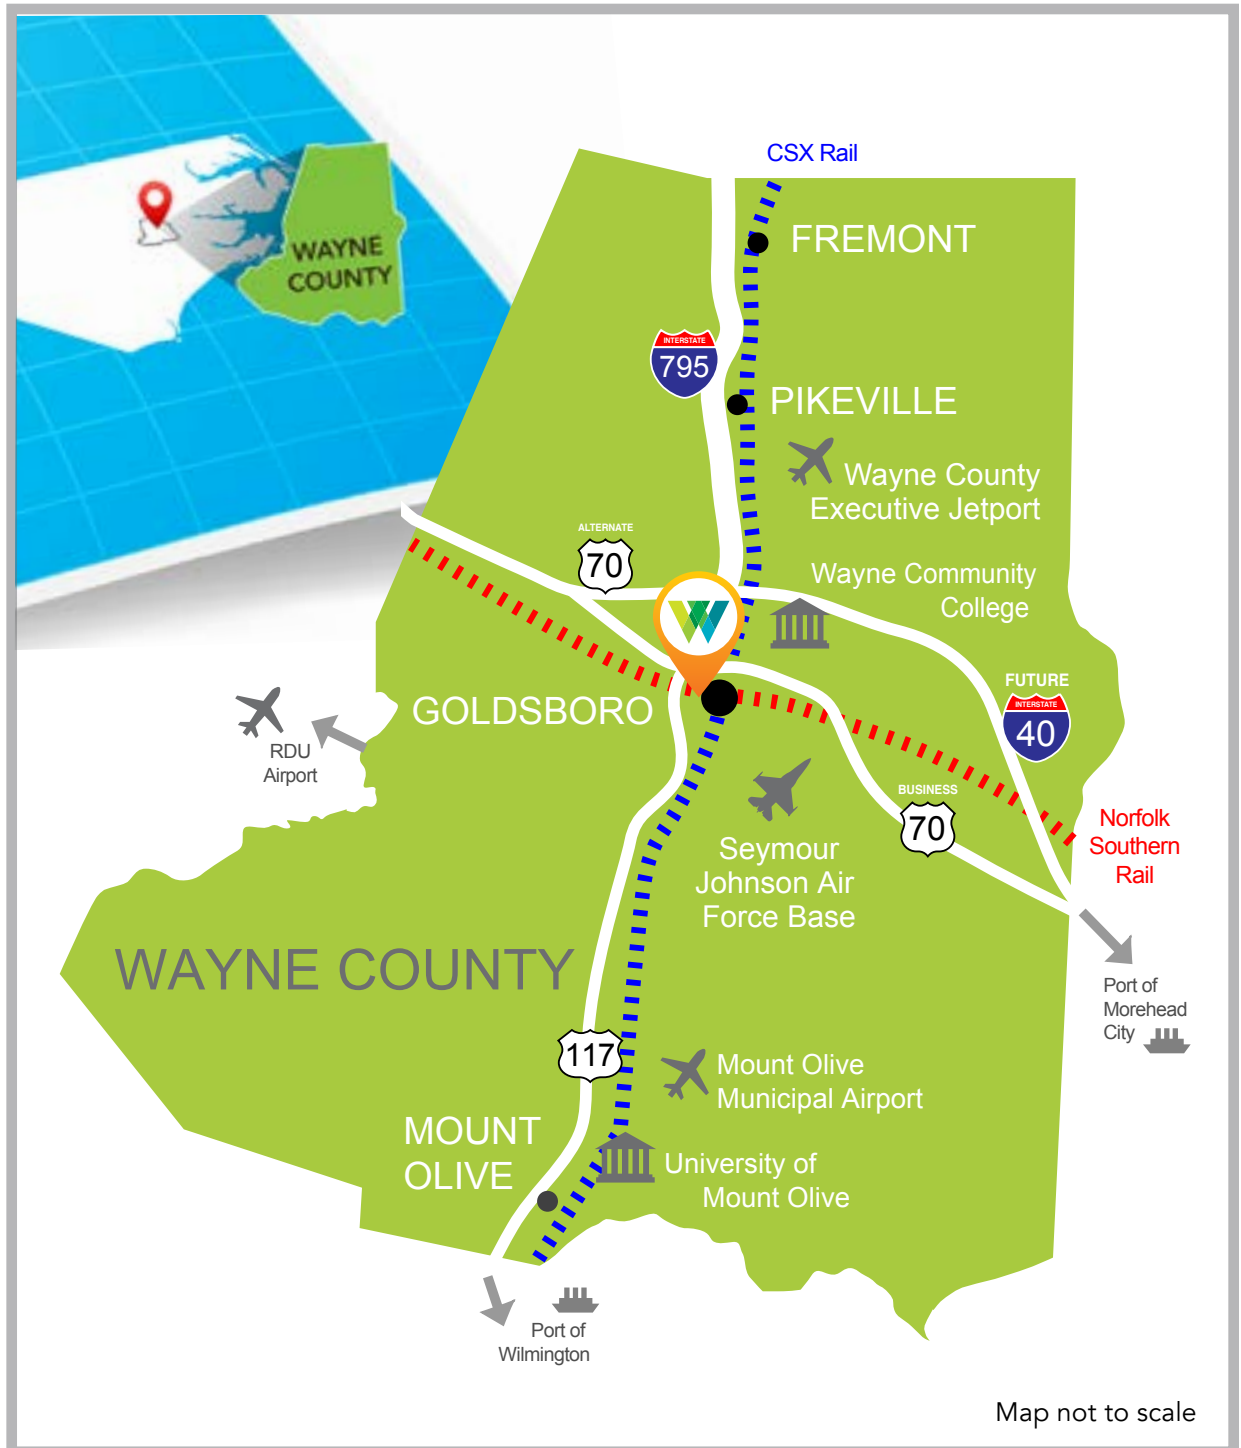 WAYNE
COUNTY
CSX Rail
FREMONT
INTERSTATE
795
PIKEVILLE
Wayne County
Executive Jetport
ALTERNATE
70
Wayne Community
College
W
FUTURE
INTERSTATE
40
GOLDSBORO
RDU
Airport
BUSINESS
70
Norfolk
Southern
Rail
Seymour
Johnson Air
Force Base
WAYNE COUNTY
Port of
Morehead
City
117
Mount Olive
Municipal Airport
MOUNT
OLIVE
University of
Mount Olive
Port of
Wilmington
Map not to scale